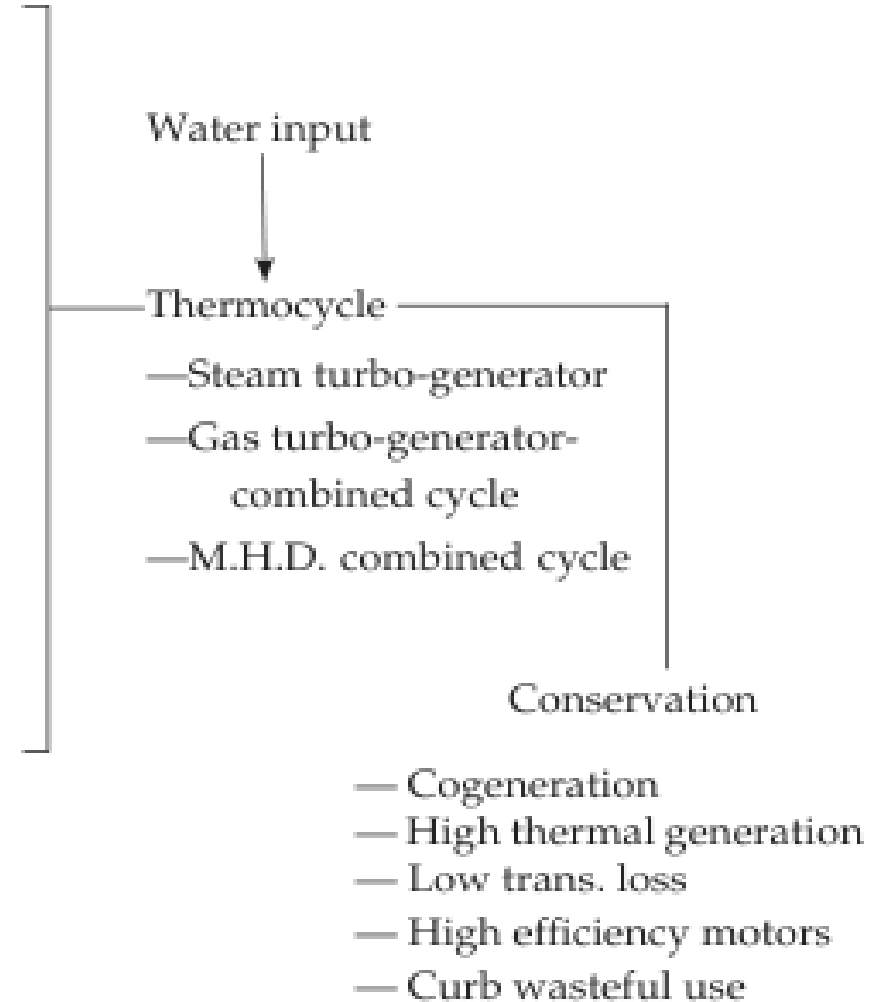 Water input
Thermocycle
—Steam turbo-generator
—Gas turbo-generator-
combined cycle
—M.H.D. combined cycle
Conservation
— Cogeneration
— High thermal generation
— Low trans. loss
— High efficiency motors
— Curb wasteful use